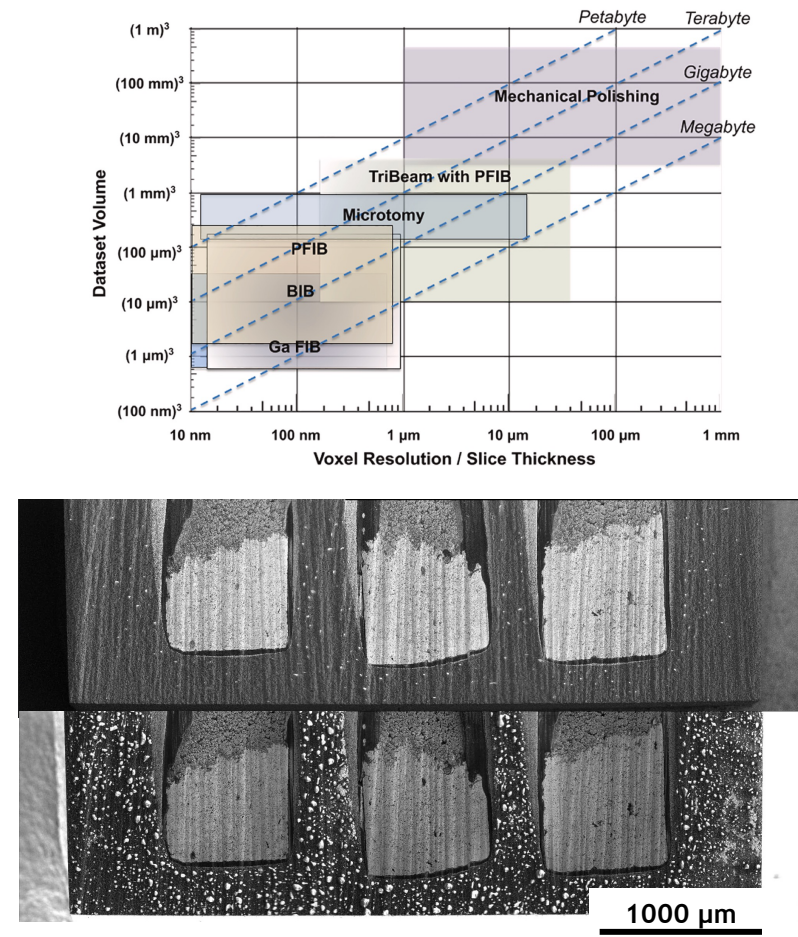 Petabyte
Terabyte
(1 m)³
Gigabyte
(100 mm)³
Mechanical Polishing
Megabyte
(10 mm)³
TriBeam with PFIB
(1 mm)³
Microtomy
Dataset Volume
(100 µm)³
PFIB
BIB
(10 µm)³
Ga FIB
(1 µm)³
(100 nm)³
10 nm 100 nm 1 µm 10 µm 100 µm 1 mm
Voxel Resolution / Slice Thickness
1000 µm